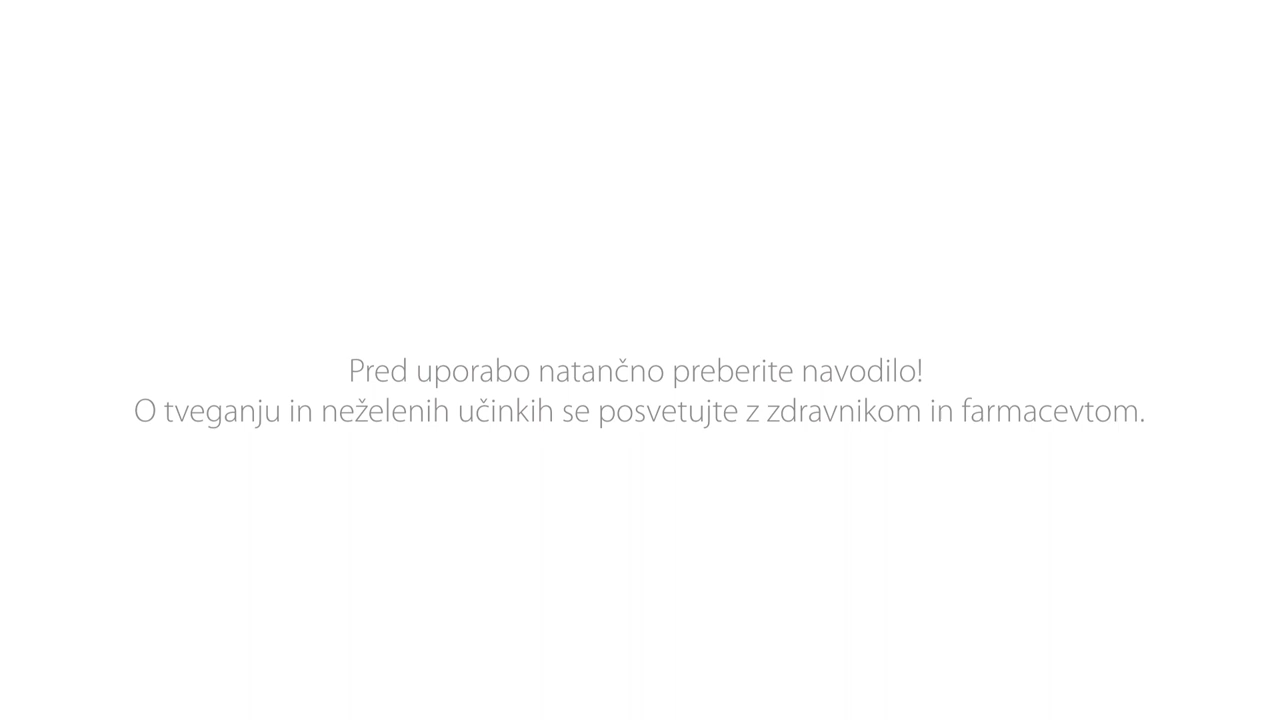 Pred uporabo natančno preberite navodilo!
O tveganju in neželenih učinkih se posvetujte z zdravnikom in farmacevtom.